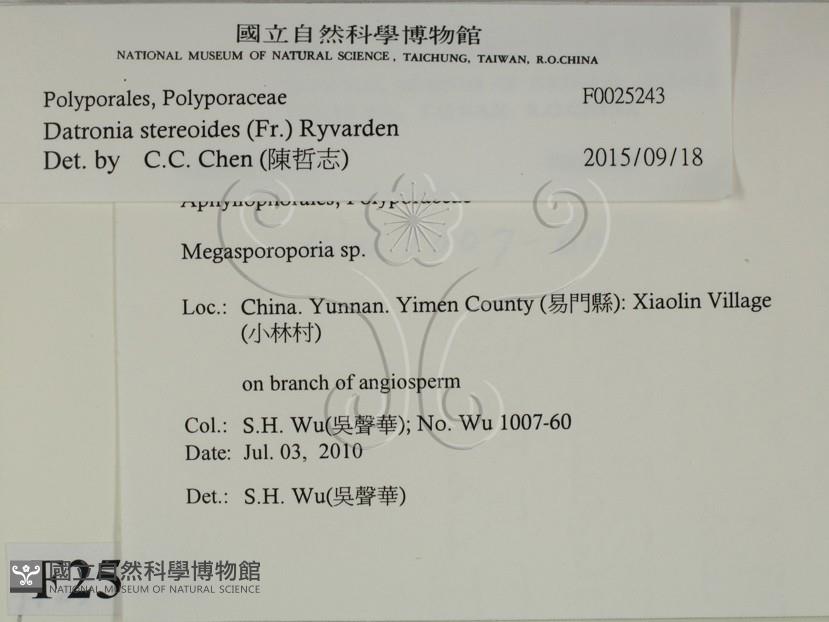 國立自然科學博物館
NATIONAL MUSEUM OF NATURAL SCIENCE, TAICHUNG, TAIWAN, R.O.CHINA
Polyporales, Polyporaceae F0025243
Datronia stereoides (Fr.) Ryvarden
Det. by C.C. Chen (陳哲志) 2015/09/18
Aphyllophorales, Polyporaceae
Megasporoporia sp.
Loc.: China. Yunnan. Yimen County (易門縣): Xiaolin Village
(小林村)
on branch of angiosperm
Col.: S.H. Wu(吳聲華); No. Wu 1007-60
Date: Jul. 03, 2010
Det.: S.H. Wu(吳聲華)
F25
國立自然科學博物館
NATIONAL MUSEUM OF NATURAL SCIENCE